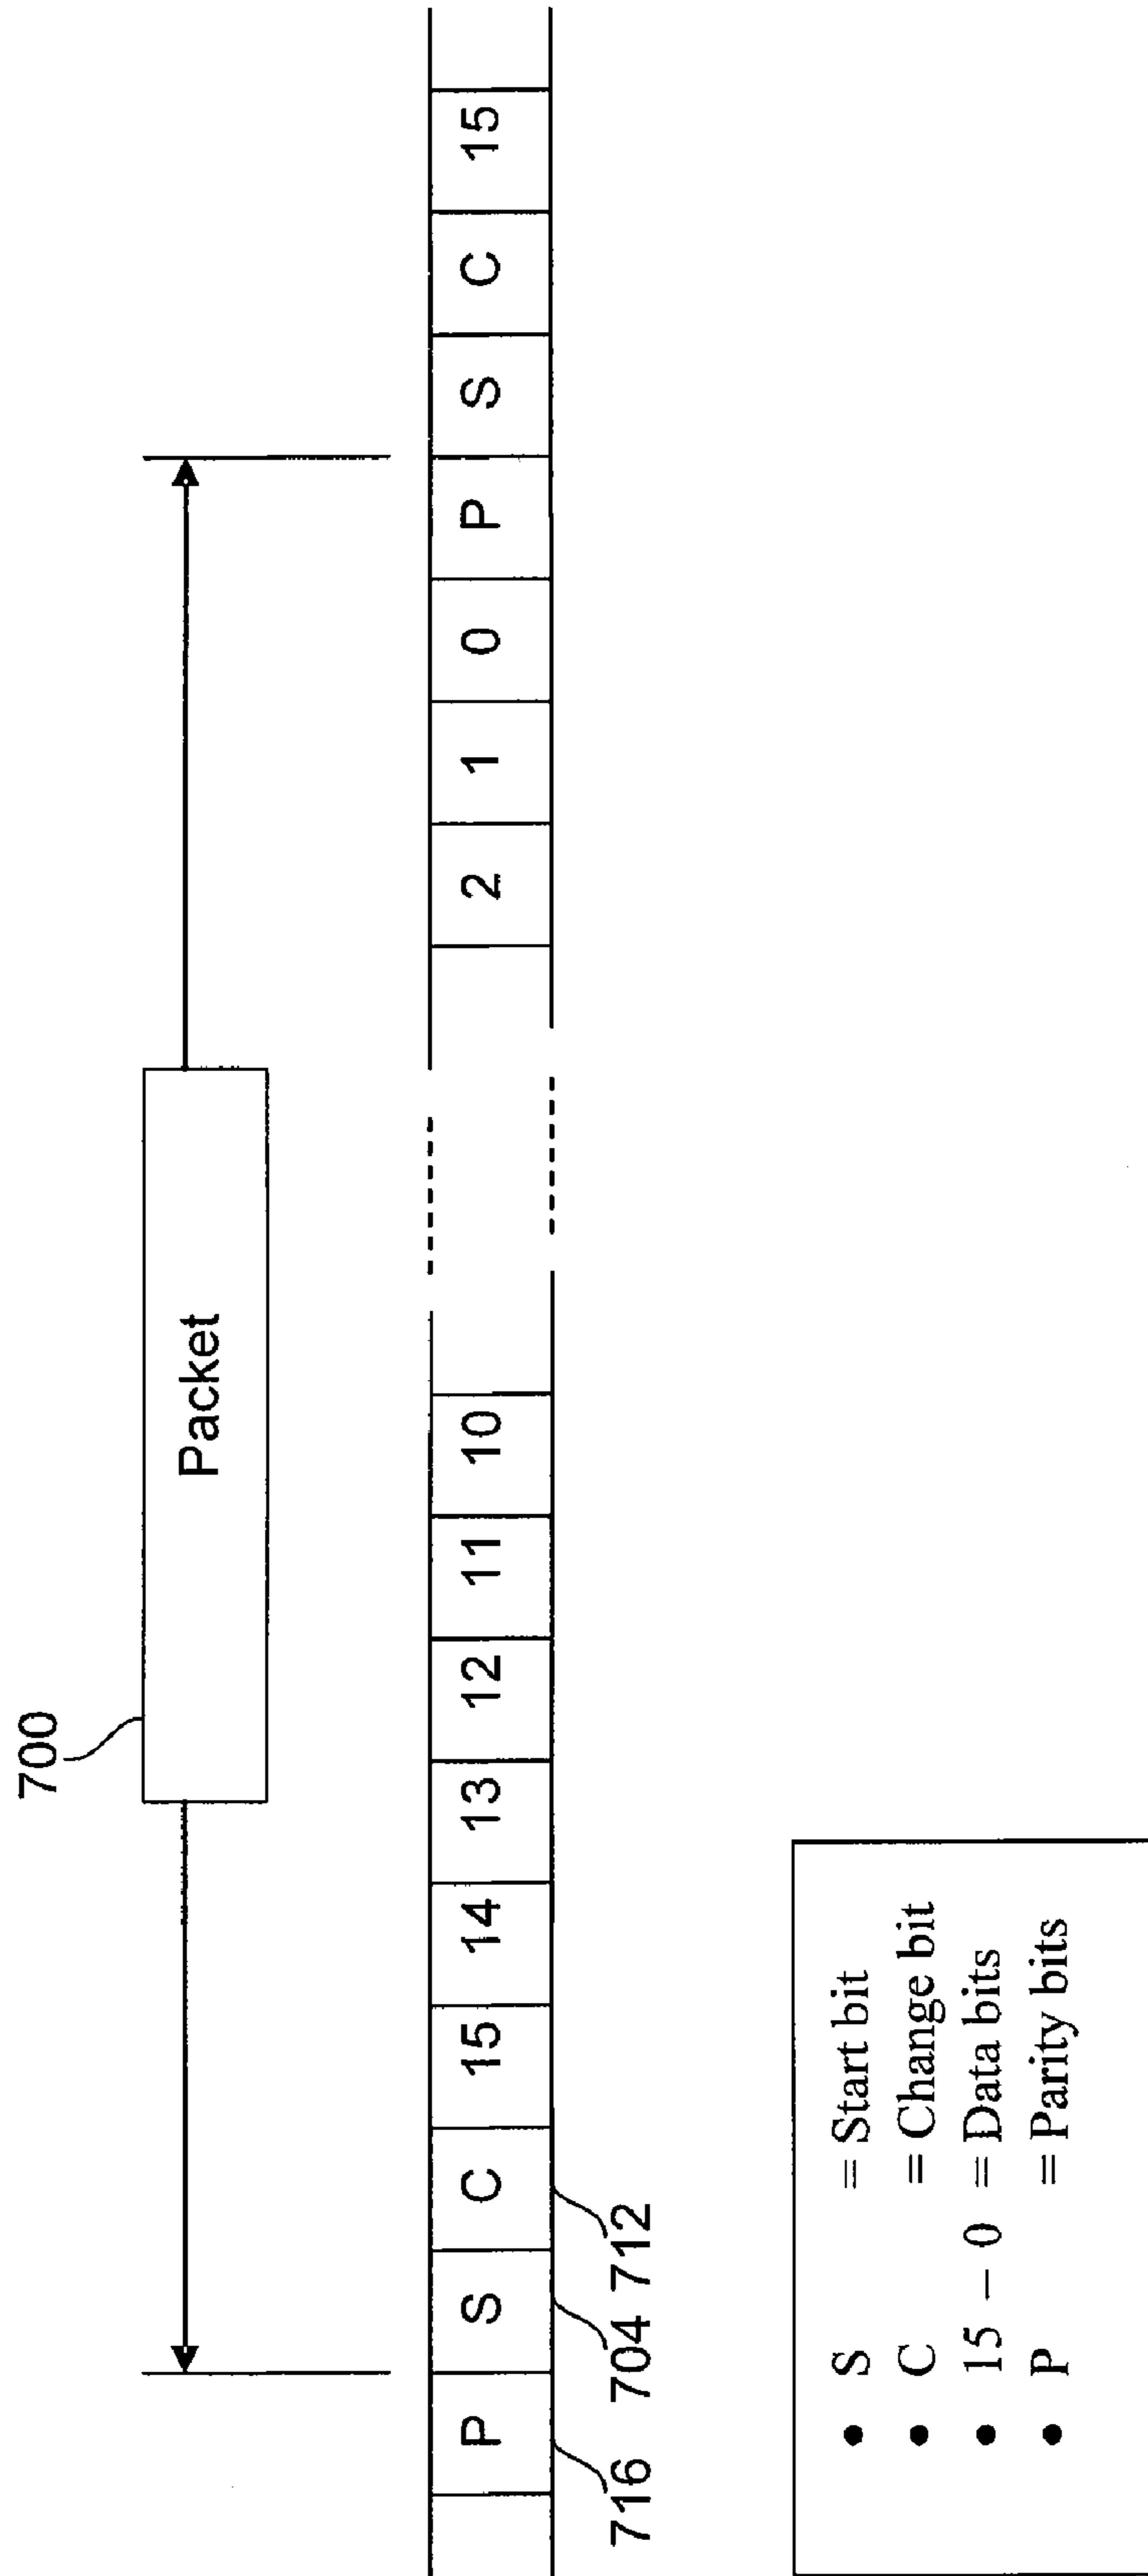 700
Packet
P S C 15 14 13 12 11 10 2 1 0 P S C 15
716 704 712
• S = Start bit
• C = Change bit
• 15 – 0 = Data bits
• P = Parity bits